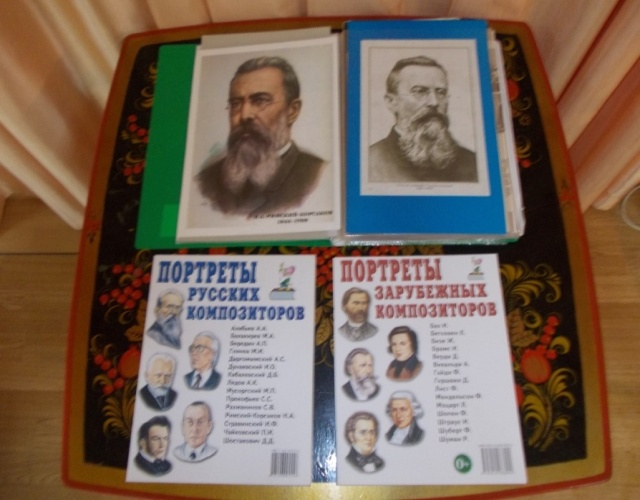 Н.А. РИМСКИЙ-КОРСАКОВ
1844-1908
ПОРТРЕТЫ
РУССКИХ
КОМПОЗИТОРОВ
Алябьев А.А.
Балакирев М.А.
Бородин А.П.
Глинка М.И.
Даргомыжский А.С.
Дунаевский И.О.
Кабалевский Д.Б.
Лядов А.К.
Мусоргский М.П.
Прокофьев С.С.
Рахманинов С.В.
Римский-Корсаков Н.А.
Стравинский И.Ф.
Чайковский П.И.
Шостакович Д.Д.
ПОРТРЕТЫ
ЗАРУБЕЖНЫХ
КОМПОЗИТОРОВ
Бах И.
Бетховен Л.
Бизе Ж.
Брамс И.
Верди Д.
Вивальди А.
Гайдн Ф.
Гершвин Д.
Лист Ф.
Мендельсон Ф.
Моцарт В.
Шопен Ф.
Штраус И.
Шуберт Ф.
Шуман Р.
0+